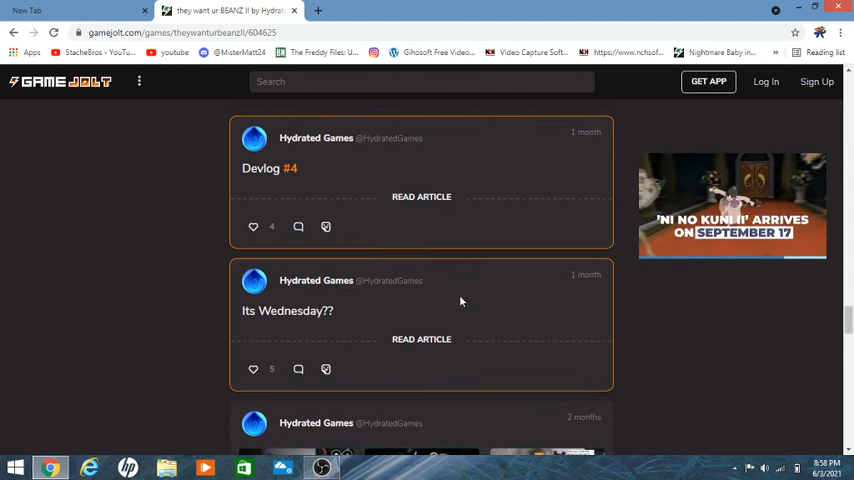 New Tab
they want ur BEANZ II by Hydrat
gamejolt.com/games/theywanturbeanzII/604625
Apps
StacheBros - YouTu...
youtube
@MisterMatt24
The Freddy Files: U...
Gihosoft Free Video...
Video Capture Soft...
https://www.nchsof...
Nightmare Baby in...
»
Reading list
GAME JOLT
Search
GET APP
Log In
Sign Up
Hydrated Games @HydratedGames
1 month
Devlog #4
READ ARTICLE
4
Hydrated Games @HydratedGames
1 month
Its Wednesday??
READ ARTICLE
5
Hydrated Games @HydratedGames
2 months
'NI NO KUNI II' ARRIVES
ON SEPTEMBER 17
hp
8:58 PM
6/3/2021